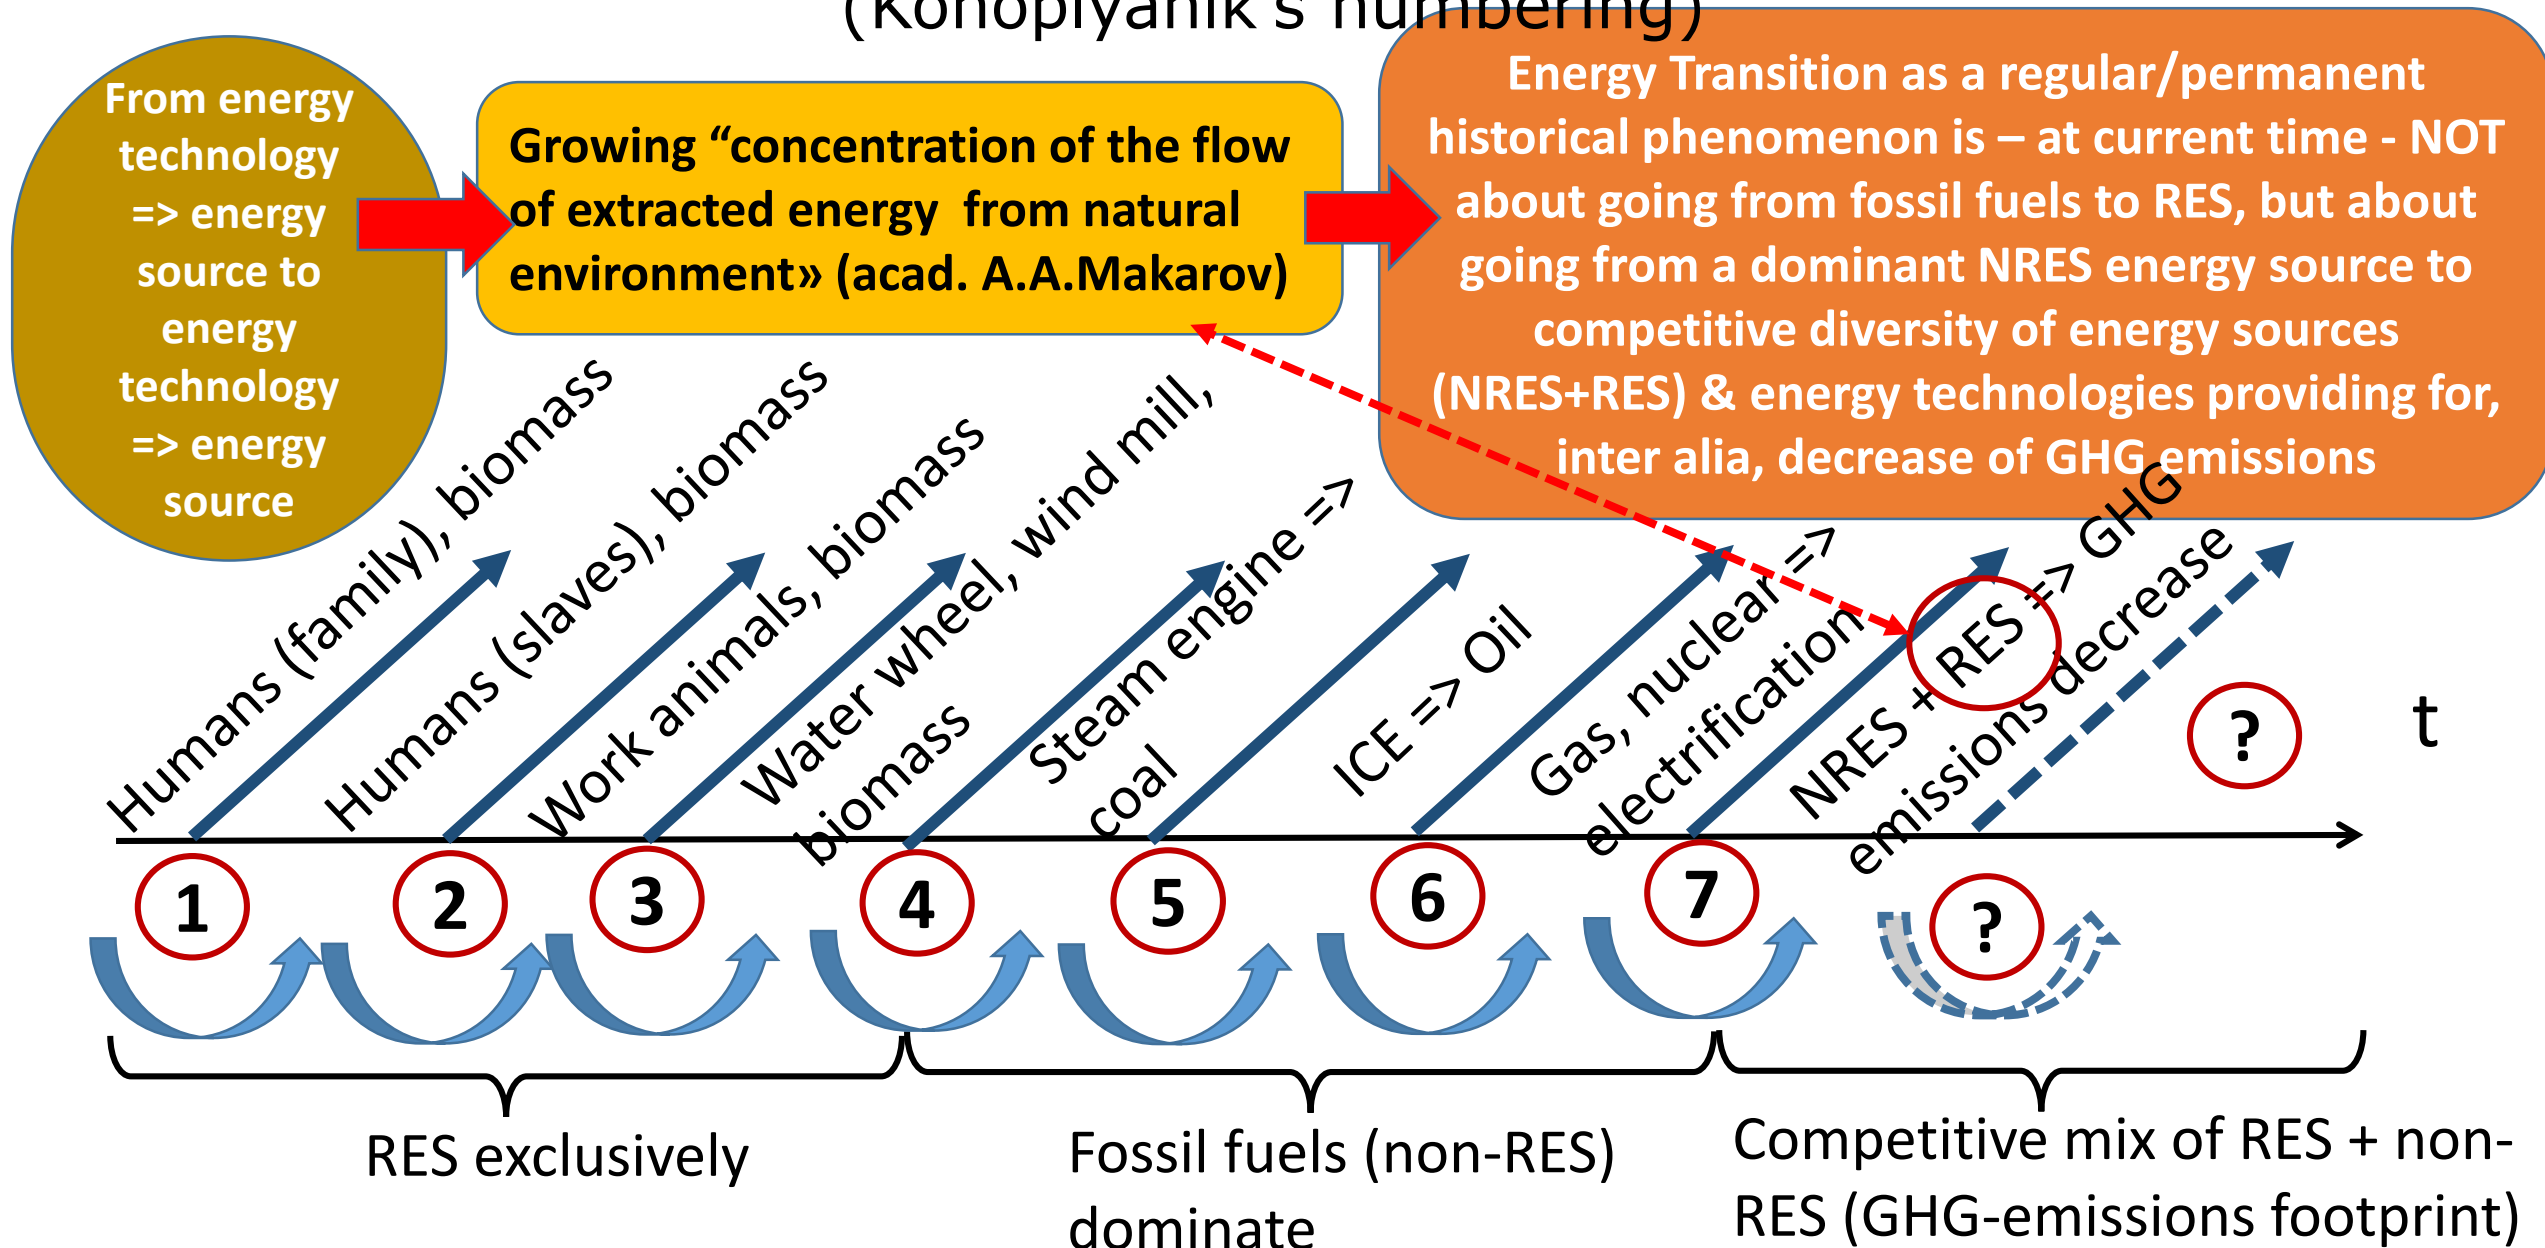 (Konoplyanik's numbering)
From energy
technology
=> energy
source to
energy
technology
=> energy
source
Growing “concentration of the flow
of extracted energy from natural
environment» (acad. A.A.Makarov)
Energy Transition as a regular/permanent
historical phenomenon is – at current time - NOT
about going from fossil fuels to RES, but about
going from a dominant NRES energy source to
competitive diversity of energy sources
(NRES+RES) & energy technologies providing for,
inter alia, decrease of GHG emissions
Humans (family), biomass
Humans (slaves), biomass
Work animals, biomass
Water wheel, wind mill,
biomass
Steam engine =>
coal
ICE => Oil
Gas, nuclear =>
electrification
NRES + RES => GHG
emissions decrease
?
t
1
2
3
4
5
6
7
?
RES exclusively
Fossil fuels (non-RES)
dominate
Competitive mix of RES + non-
RES (GHG-emissions footprint)